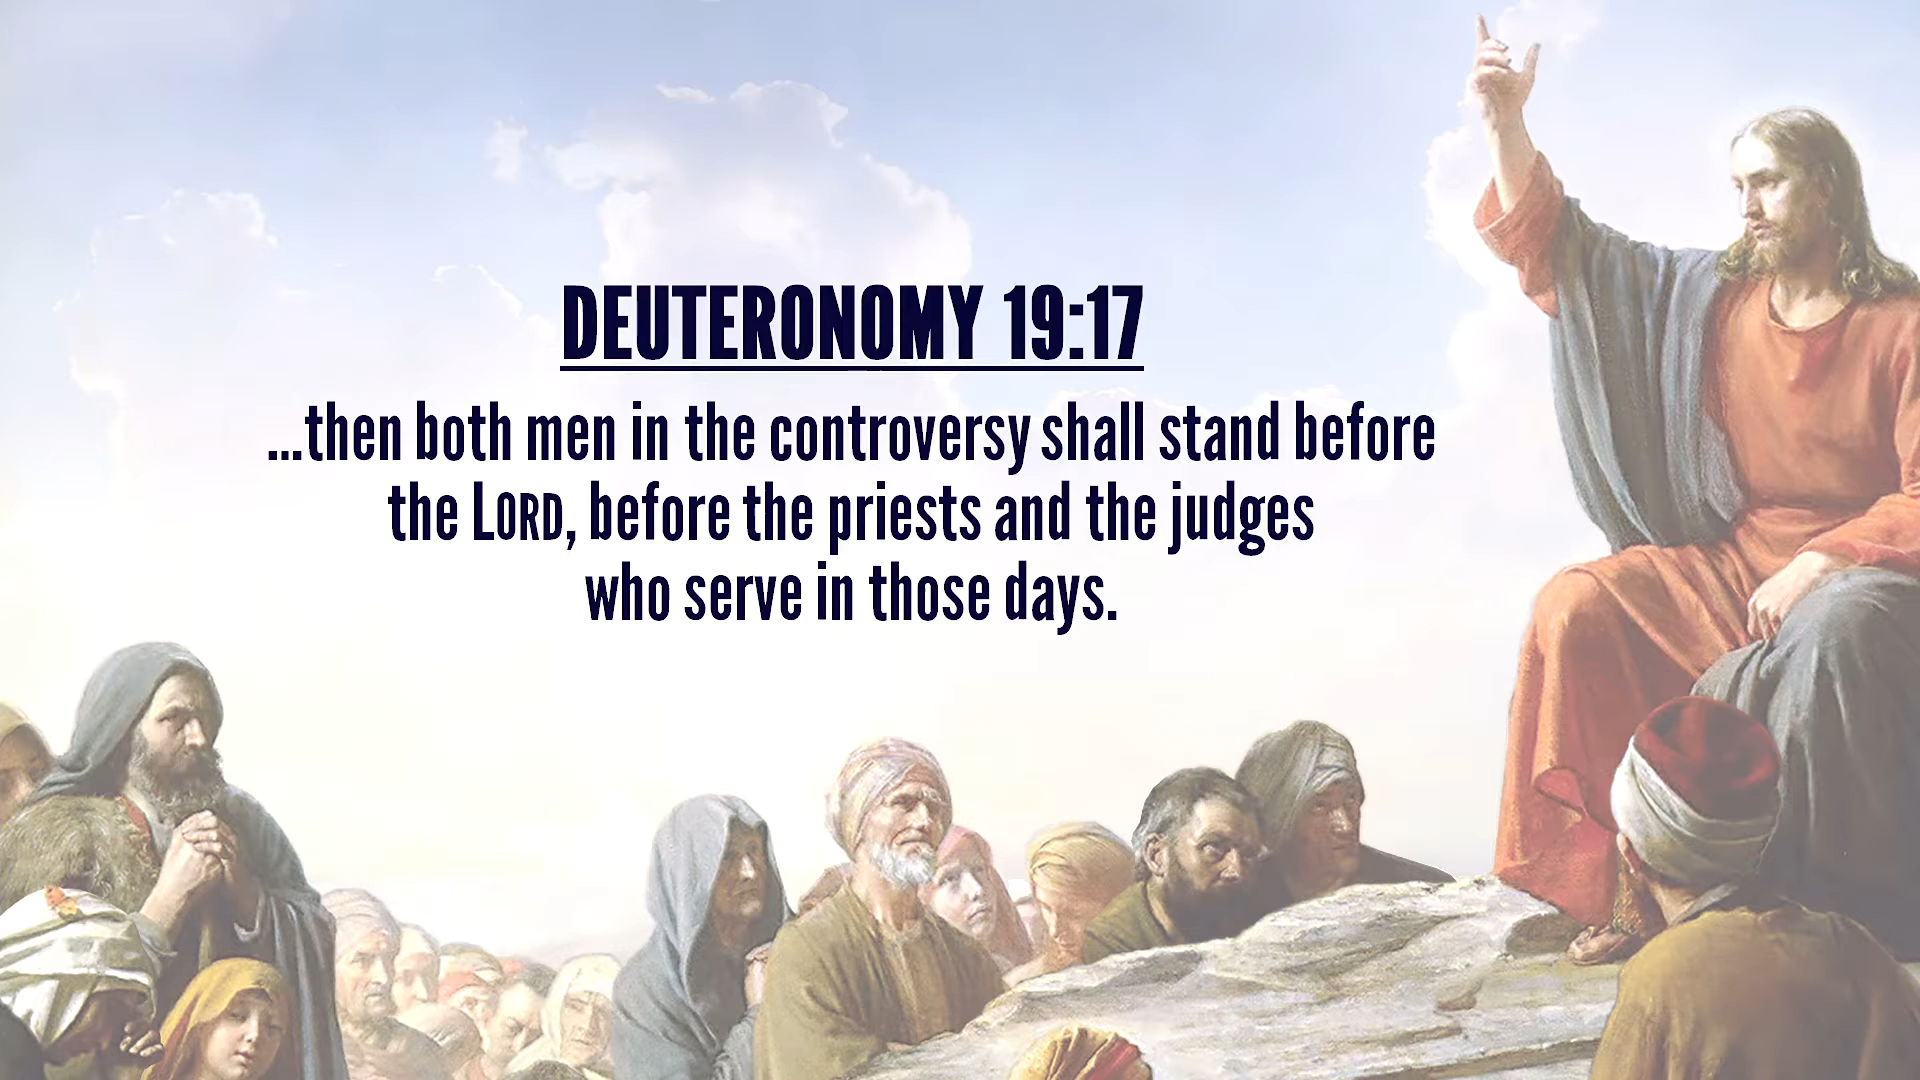 DEUTERONOMY 19:17
...then both men in the controversy shall stand before
the LORD, before the priests and the judges
who serve in those days.